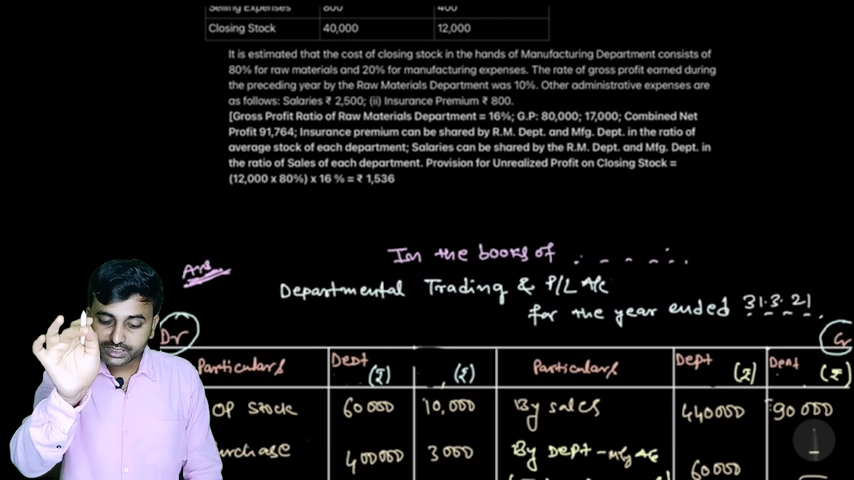 Selling Expenses 800 400
Closing Stock 40,000 12,000
It is estimated that the cost of closing stock in the hands of Manufacturing Department consists of
80% for raw materials and 20% for manufacturing expenses. The rate of gross profit earned during
the preceding year by the Raw Materials Department was 10%. Other administrative expenses are
as follows: Salaries ₹ 2,500; (ii) Insurance Premium ₹ 800.
[Gross Profit Ratio of Raw Materials Department = 16%; G.P: 80,000; 17,000; Combined Net
Profit 91,764; Insurance premium can be shared by R.M. Dept. and Mfg. Dept. in the ratio of
average stock of each department; Salaries can be shared by the R.M. Dept. and Mfg. Dept. in
the ratio of Sales of each department. Provision for Unrealized Profit on Closing Stock =
(12,000 x 80%) x 16 % = ₹ 1,536
Ans
In the books of . . - - - - .
Departmental Trading & P/L A/c
for the year ended 31.3.21.
Dr Cr
Particulars Dept (₹) (₹) Particulars Dept (₹) Dept (₹)
OP Stock 60000 10,000 By sales 440000 90000
Purchase 400000 3000 By Dept - Mfg A/c 60000